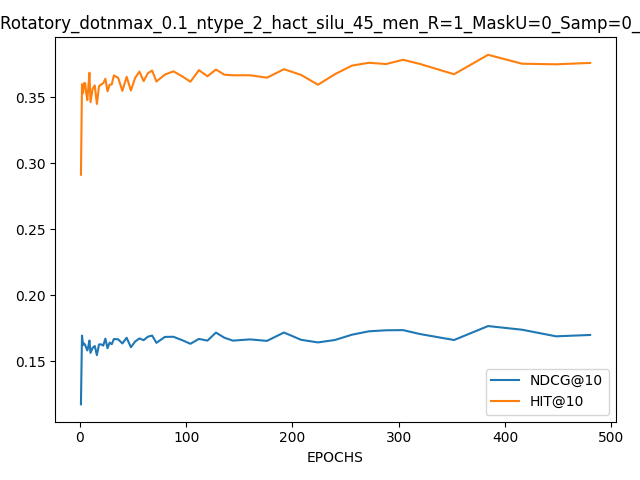 Rotatory_dotnmax_0.1_ntype_2_hact_silu_45_men_R=1_MaskU=0_Samp=0_
0.35
0.30
0.25
0.20
0.15
NDCG@10
HIT@10
0 100 200 300 400 500
EPOCHS